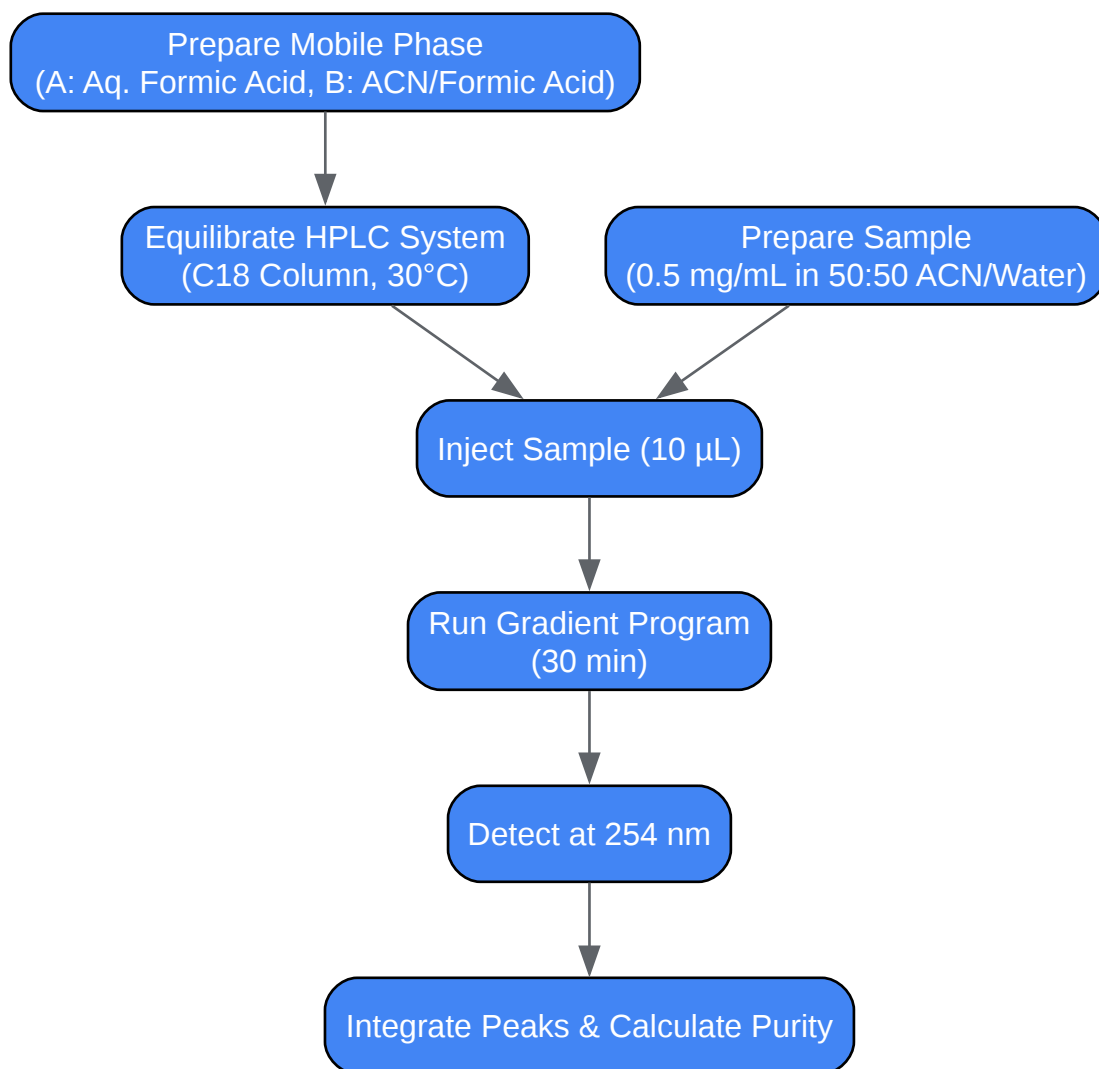 Prepare Mobile Phase
(A: Aq. Formic Acid, B: ACN/Formic Acid)
Equilibrate HPLC System
(C18 Column, 30°C)
Prepare Sample
(0.5 mg/mL in 50:50 ACN/Water)
Inject Sample (10 µL)
Run Gradient Program
(30 min)
Detect at 254 nm
Integrate Peaks & Calculate Purity